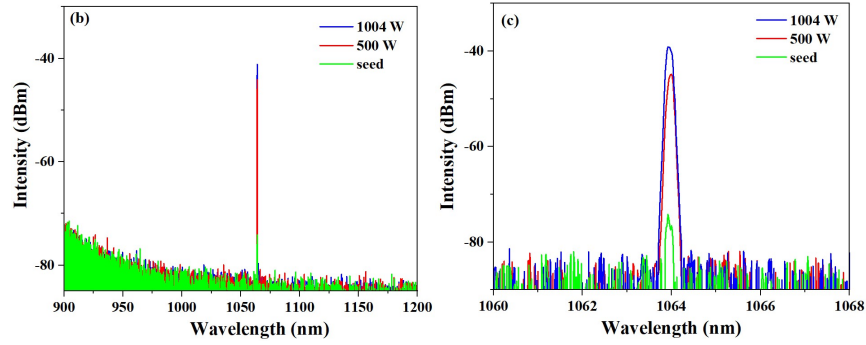 (b)
1004 W
500 W
seed
-40
-60
-80
Intensity (dBm)
900 950 1000 1050 1100 1150 1200
Wavelength (nm)
(c)
1004 W
500 W
seed
-40
-60
-80
Intensity (dBm)
1060 1062 1064 1066 1068
Wavelength (nm)